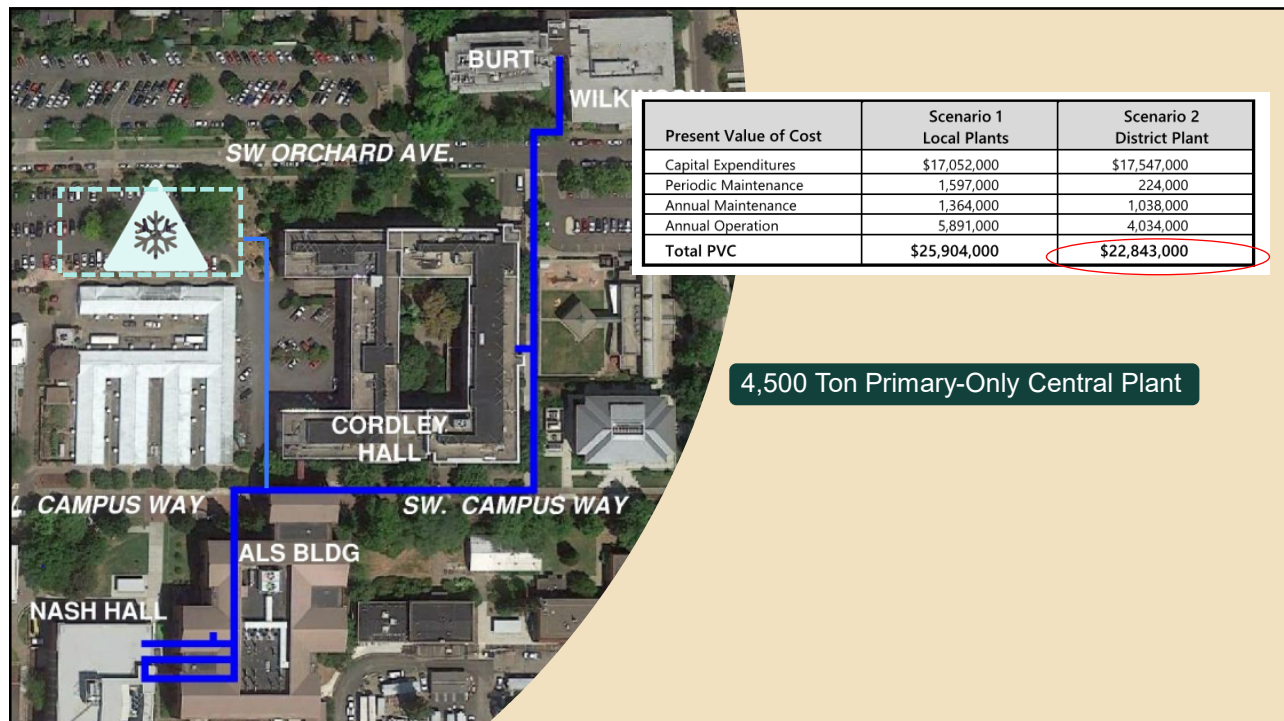 BURT
WILKINSON
SW ORCHARD AVE.
Present Value of Cost Scenario 1 Local Plants Scenario 2 District Plant
Capital Expenditures $17,052,000 $17,547,000
Periodic Maintenance 1,597,000 224,000
Annual Maintenance 1,364,000 1,038,000
Annual Operation 5,891,000 4,034,000
Total PVC $25,904,000 $22,843,000
4,500 Ton Primary-Only Central Plant
CORDLEY
HALL
CAMPUS WAY
SW. CAMPUS WAY
ALS BLDG
NASH HALL